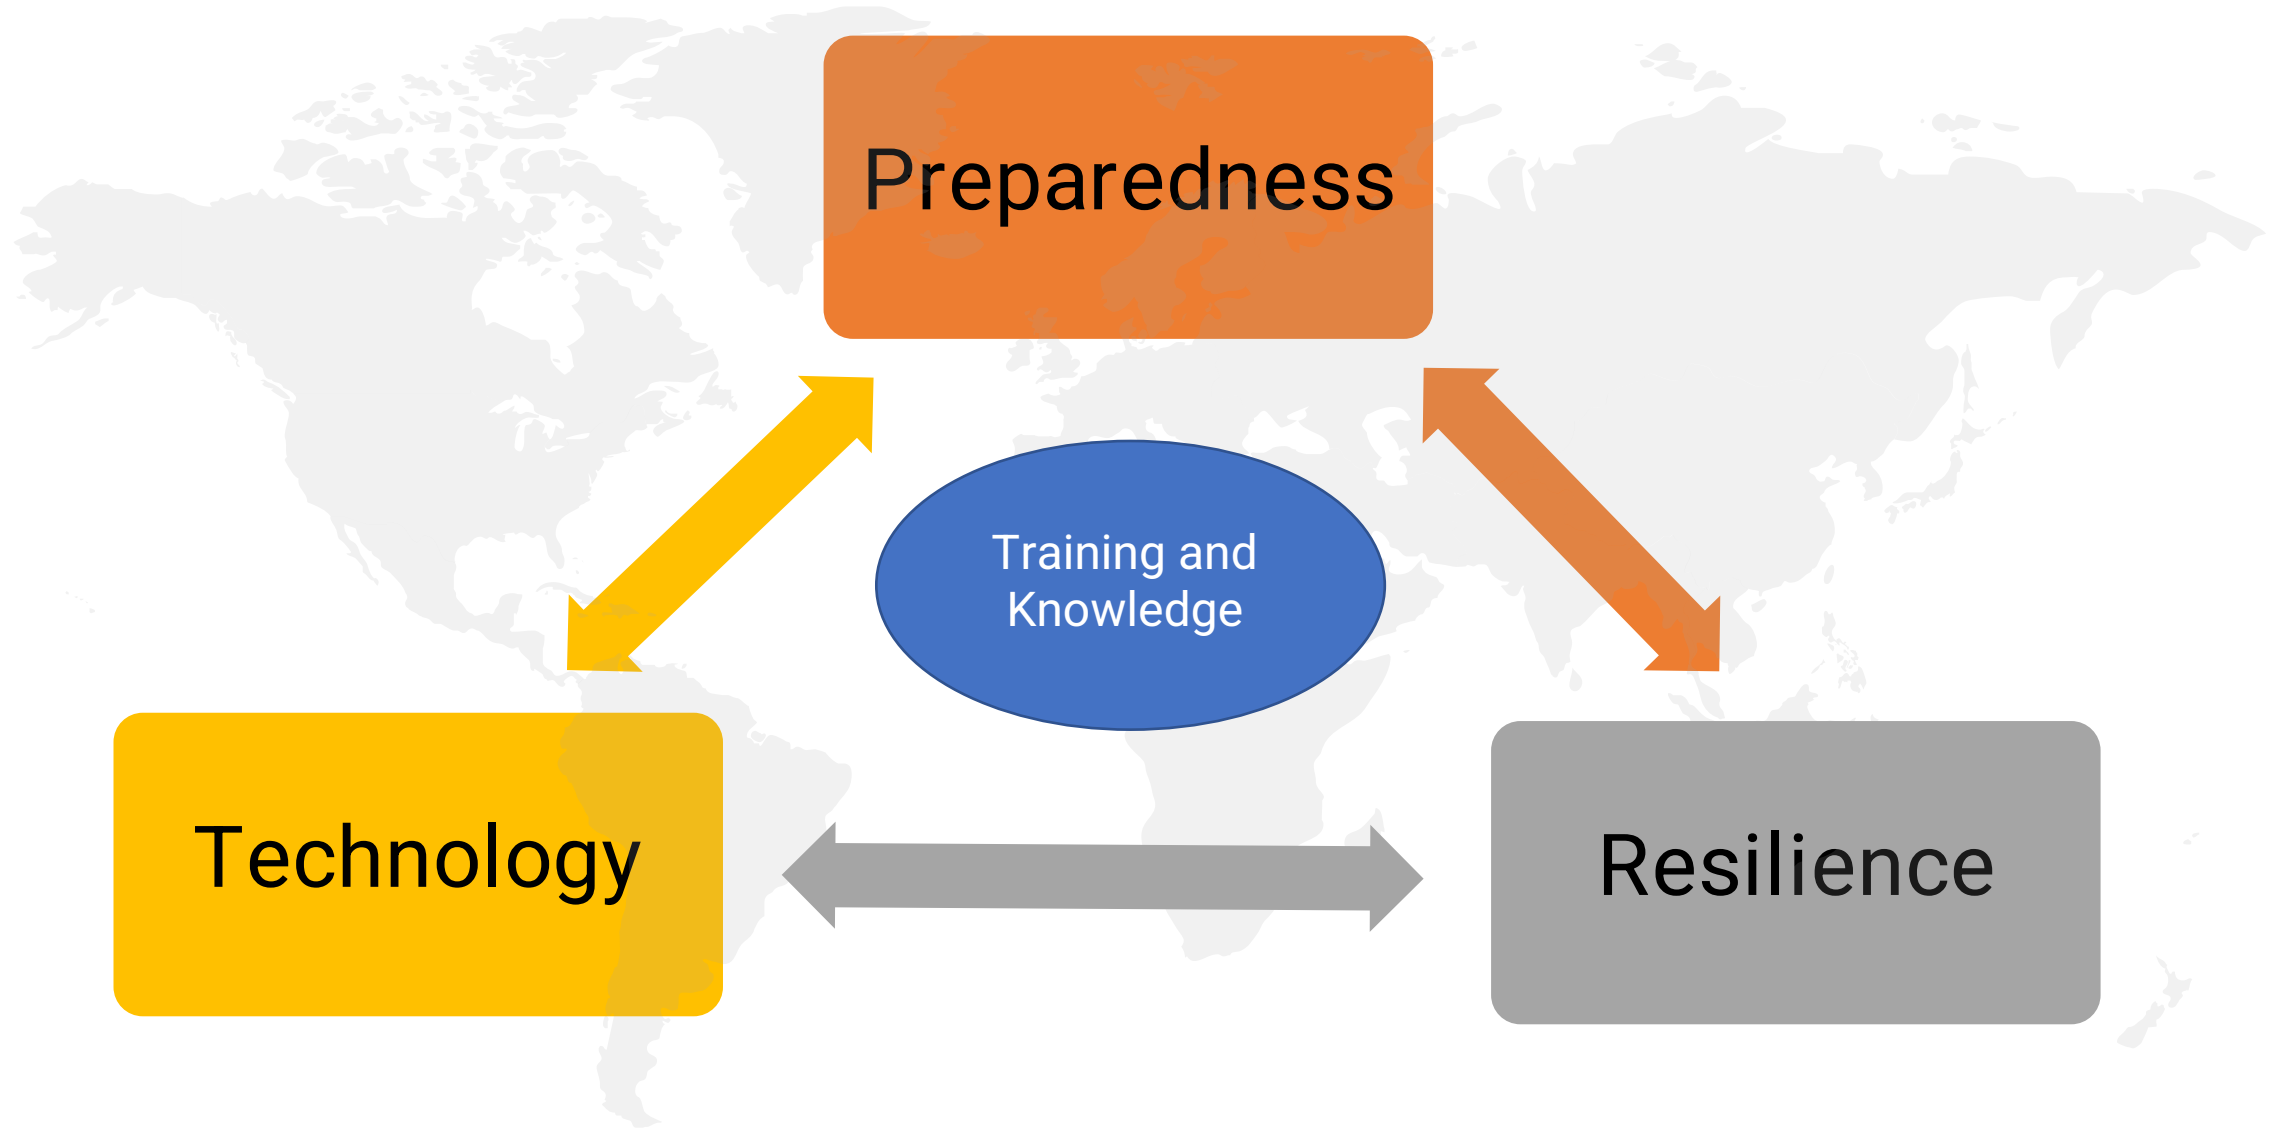 Preparedness
Training and
Knowledge
Technology
Resilience